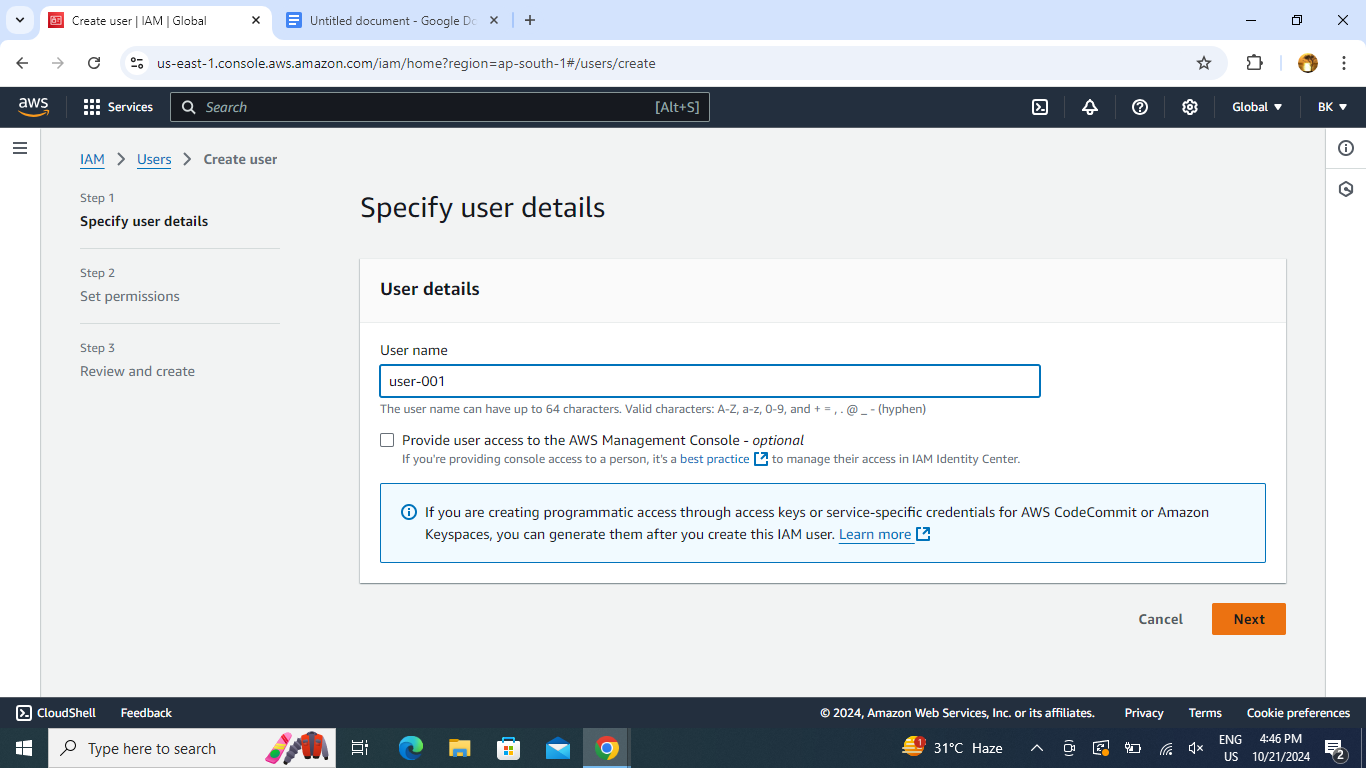 Create user | IAM | Global
Untitled document - Google Do
us-east-1.console.aws.amazon.com/iam/home?region=ap-south-1#/users/create
aws
Services
Search
[Alt+S]
Global
BK
IAM > Users > Create user
Step 1
Specify user details
Step 2
Set permissions
Step 3
Review and create
Specify user details
User details
User name
user-001
The user name can have up to 64 characters. Valid characters: A-Z, a-z, 0-9, and + = , . @ _ - (hyphen)
Provide user access to the AWS Management Console - optional
If you're providing console access to a person, it's a best practice to manage their access in IAM Identity Center.
If you are creating programmatic access through access keys or service-specific credentials for AWS CodeCommit or Amazon
Keyspaces, you can generate them after you create this IAM user. Learn more
Cancel
Next
CloudShell
Feedback
© 2024, Amazon Web Services, Inc. or its affiliates.
Privacy
Terms
Cookie preferences
Type here to search
1
31°C Haze
ENG
US
4:46 PM
10/21/2024
2